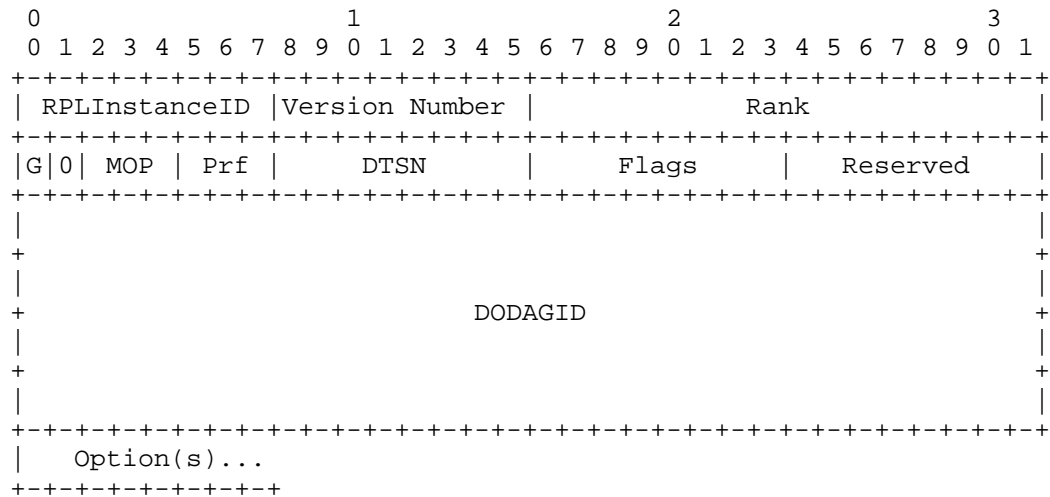 0                   1                   2                   3
 0 1 2 3 4 5 6 7 8 9 0 1 2 3 4 5 6 7 8 9 0 1 2 3 4 5 6 7 8 9 0 1
+-+-+-+-+-+-+-+-+-+-+-+-+-+-+-+-+-+-+-+-+-+-+-+-+-+-+-+-+-+-+-+-+
| RPLInstanceID |Version Number |             Rank              |
+-+-+-+-+-+-+-+-+-+-+-+-+-+-+-+-+-+-+-+-+-+-+-+-+-+-+-+-+-+-+-+-+
|G|0| MOP | Prf |     DTSN      |     Flags     |   Reserved    |
+-+-+-+-+-+-+-+-+-+-+-+-+-+-+-+-+-+-+-+-+-+-+-+-+-+-+-+-+-+-+-+-+
|                                                               |
+                                                               +
|                                                               |
+                            DODAGID                            +
|                                                               |
+                                                               +
|                                                               |
+-+-+-+-+-+-+-+-+-+-+-+-+-+-+-+-+-+-+-+-+-+-+-+-+-+-+-+-+-+-+-+-+
|   Option(s)...
+-+-+-+-+-+-+-+-+